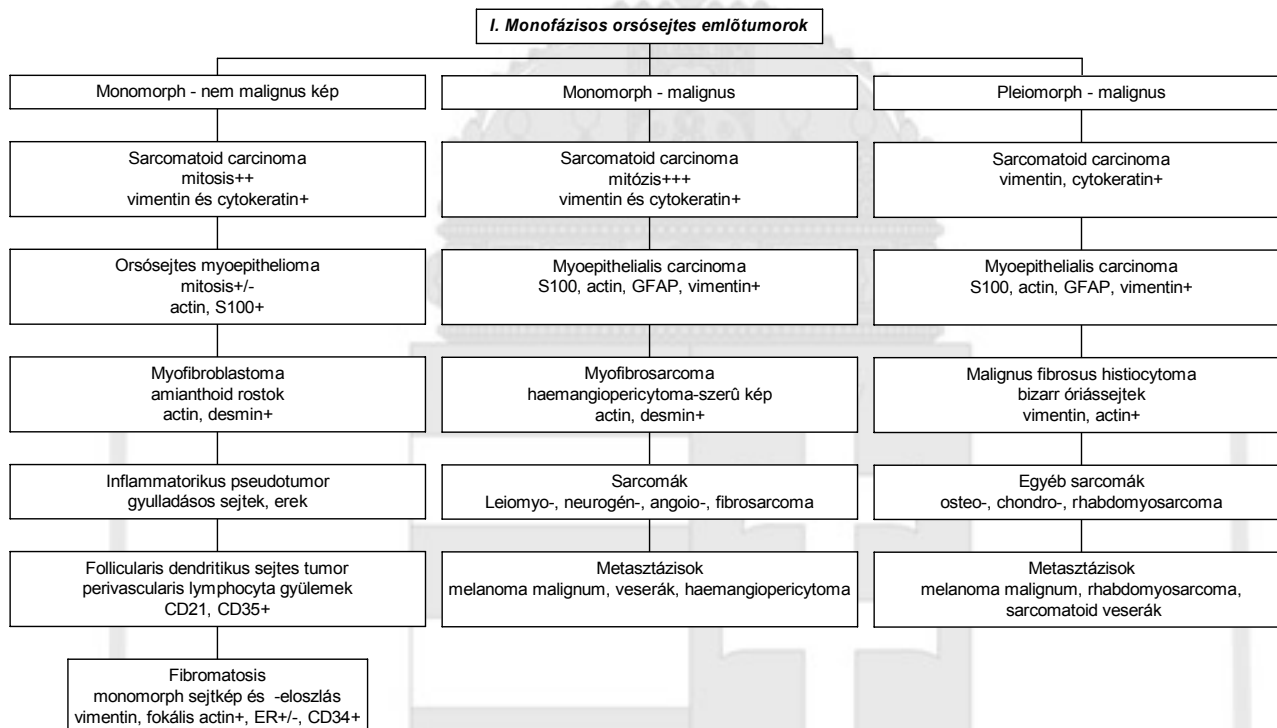 I. Monofázisos orsósejtes emlõtumorok
Monomorph - nem malignus kép
Sarcomatoid carcinoma
mitosis++
vimentin és cytokeratin+
Orsósejtes myoepithelioma
mitosis+/-
actin, S100+
Myofibroblastoma
amianthoid rostok
actin, desmin+
Inflammatorikus pseudotumor
gyulladásos sejtek, erek
Follicularis dendritikus sejtes tumor
perivascularis lymphocyta gyülemek
CD21, CD35+
Fibromatosis
monomorph sejtkép és -eloszlás
vimentin, fokális actin+, ER+/-, CD34+
Monomorph - malignus
Sarcomatoid carcinoma
mitózis+++
vimentin és cytokeratin+
Myoepithelialis carcinoma
S100, actin, GFAP, vimentin+
Myofibrosarcoma
haemangiopericytoma-szerû kép
actin, desmin+
Sarcomák
Leiomyo-, neurogén-, angoio-, fibrosarcoma
Metasztázisok
melanoma malignum, veserák, haemangiopericytoma
Pleiomorph - malignus
Sarcomatoid carcinoma
vimentin, cytokeratin+
Myoepithelialis carcinoma
S100, actin, GFAP, vimentin+
Malignus fibrosus histiocytoma
bizarr óriássejtek
vimentin, actin+
Egyéb sarcomák
osteo-, chondro-, rhabdomyosarcoma
Metasztázisok
melanoma malignum, rhabdomyosarcoma,
sarcomatoid veserák